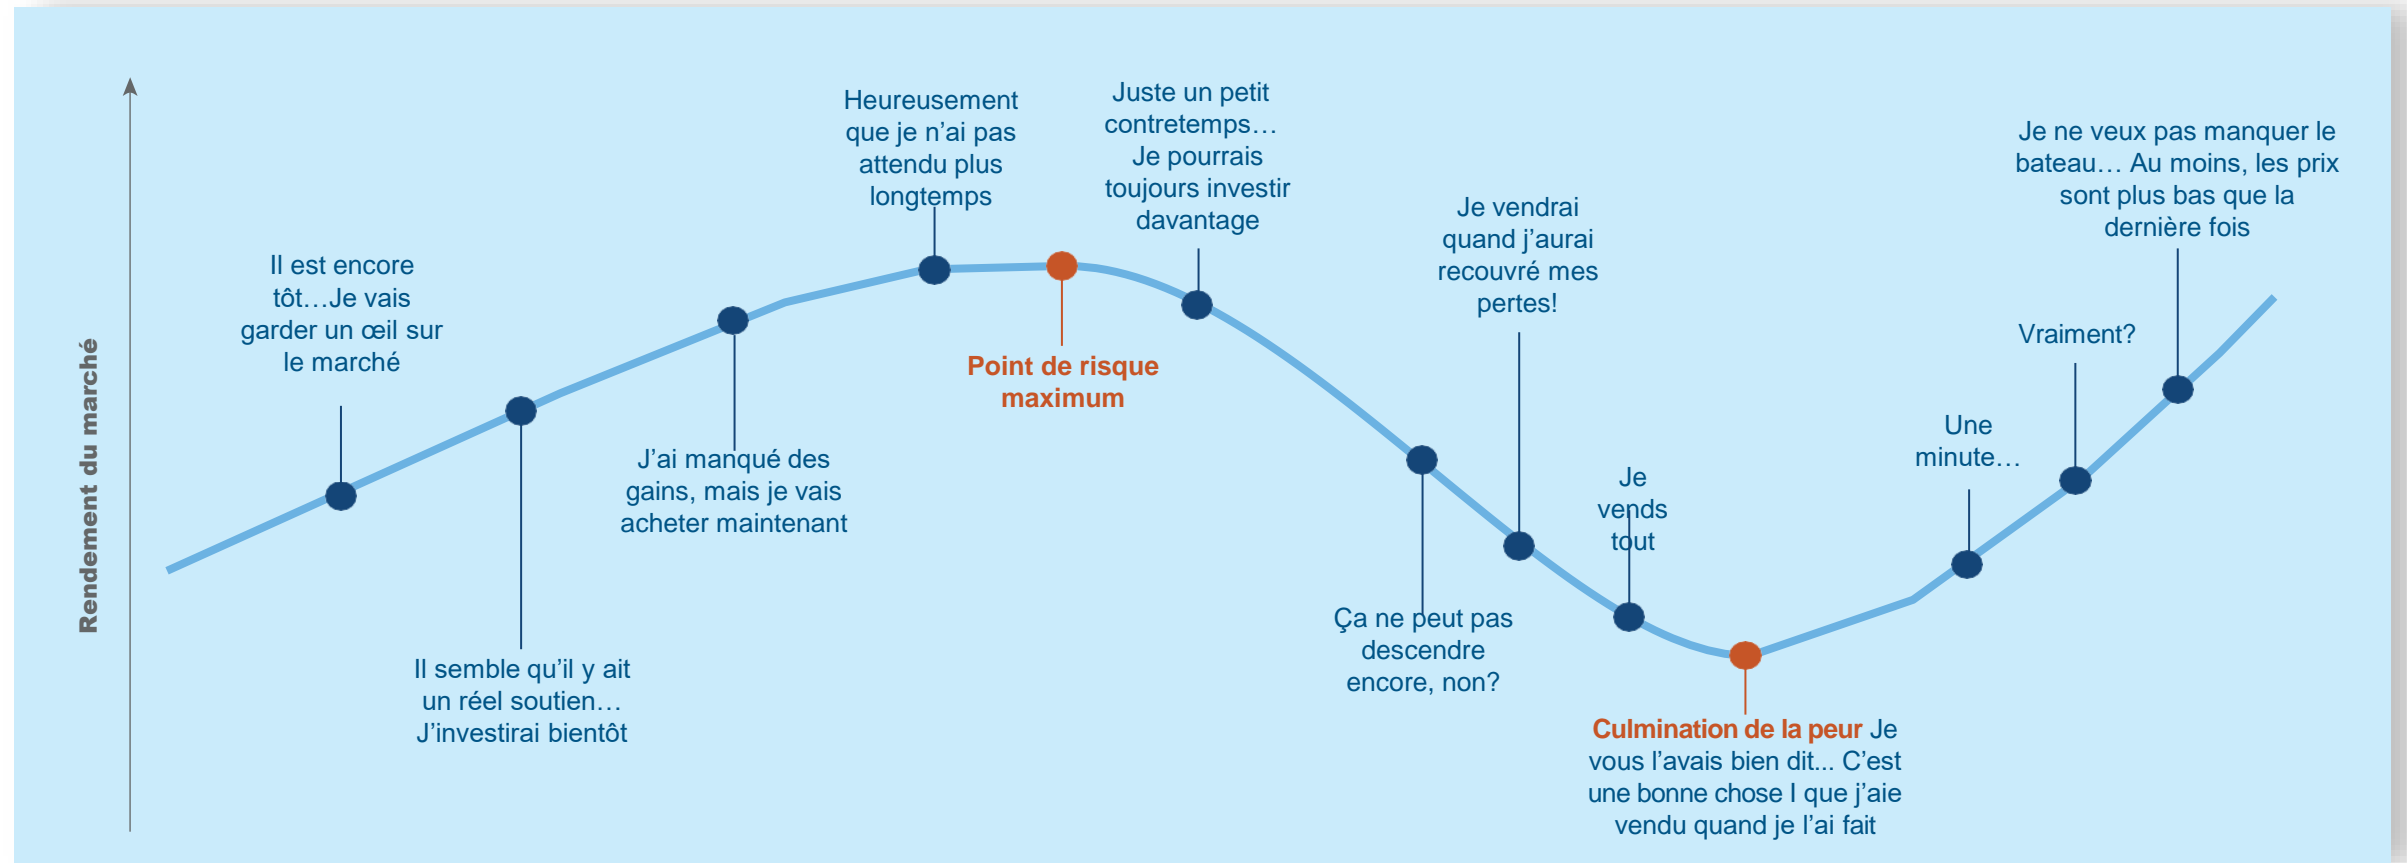 Rendement du marché
Il est encore
tôt…Je vais
garder un œil sur
le marché
Il semble qu’il y ait
un réel soutien…
J’investirai bientôt
J’ai manqué des
gains, mais je vais
acheter maintenant
Heureusement
que je n’ai pas
attendu plus
longtemps
Point de risque
maximum
Juste un petit
contretemps…
Je pourrais
toujours investir
davantage
Ça ne peut pas
descendre
encore, non?
Je vendrai
quand j’aurai
recouvré mes
pertes!
Je
vends
tout
Culmination de la peur Je
vous l’avais bien dit... C’est
une bonne chose I que j’aie
vendu quand je l’ai fait
Une
minute…
Vraiment?
Je ne veux pas manquer le
bateau… Au moins, les prix
sont plus bas que la
dernière fois